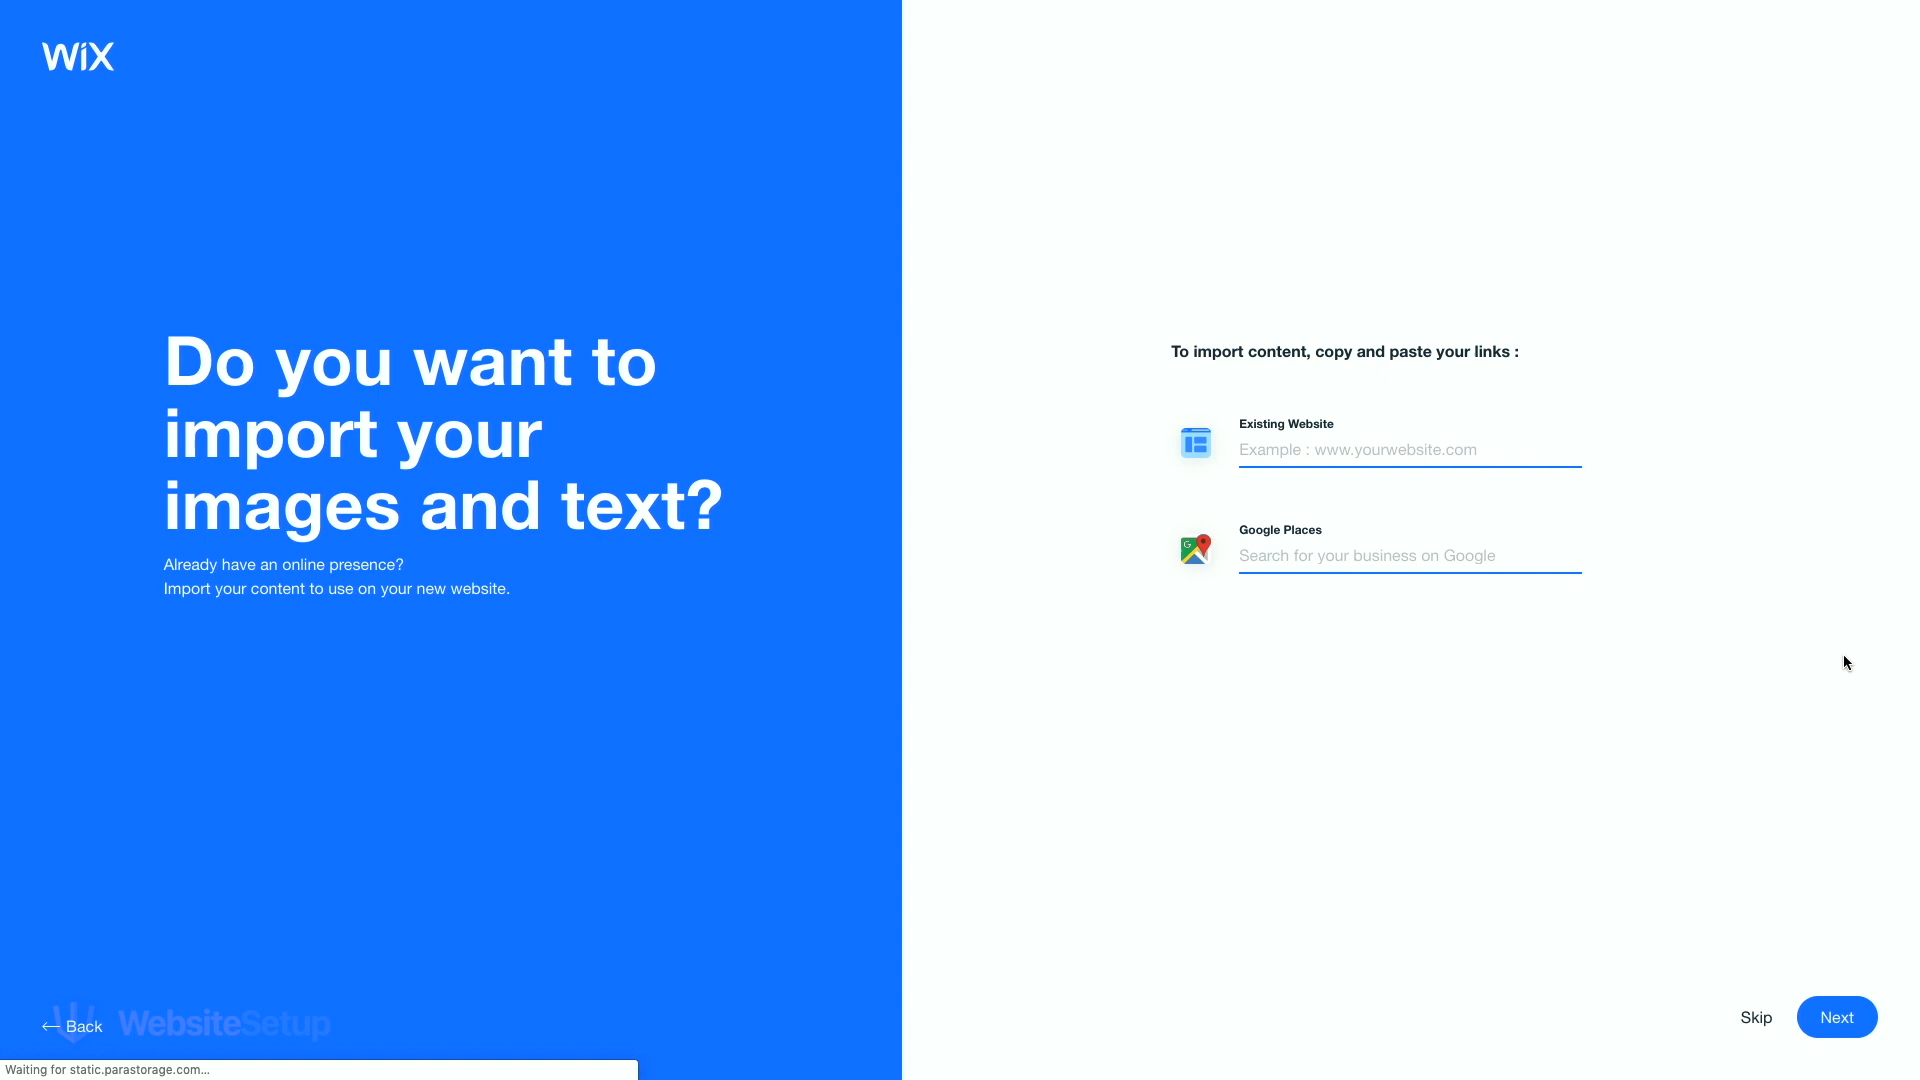 WiX
Do you want to
import your
images and text?
Already have an online presence?
Import your content to use on your new website.
To import content, copy and paste your links :
Existing Website
Example : www.yourwebsite.com
Google Places
Search for your business on Google
← Back
WebsiteSetup
Skip
Next
Waiting for static.parastorage.com...